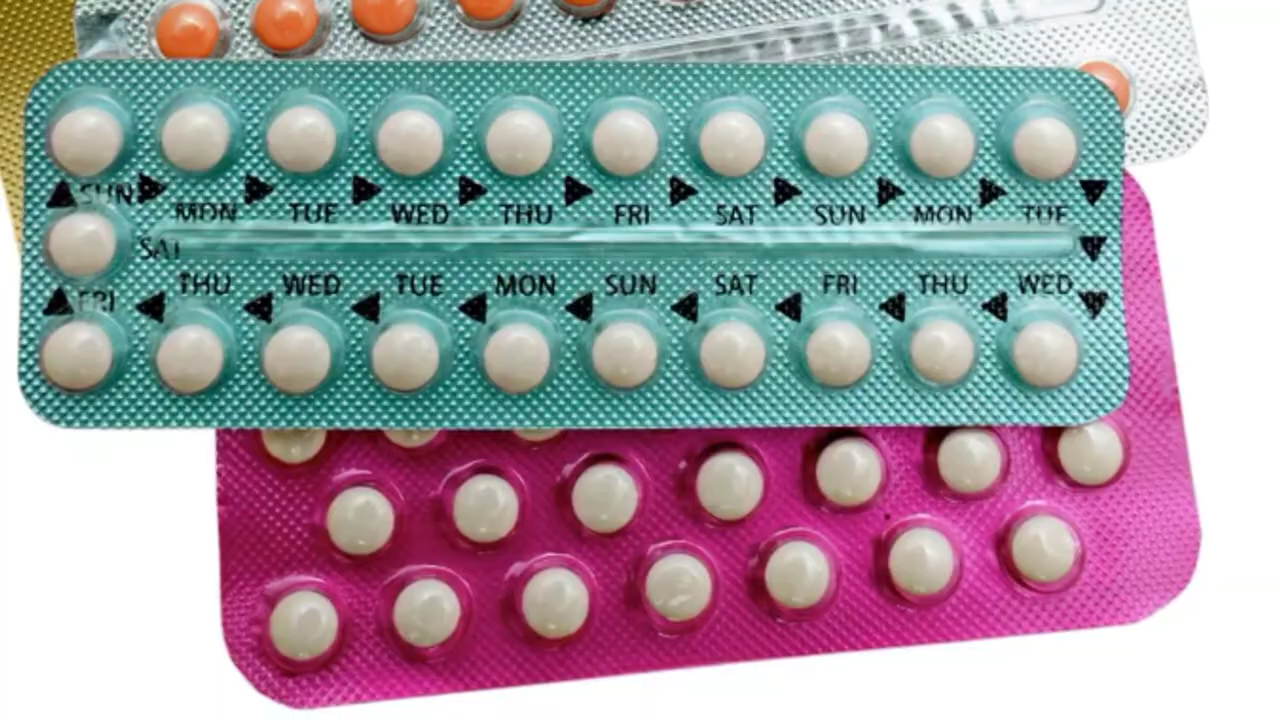 SUN
MON TUE WED THU FRI SAT SUN MON TUE
SAT
THU WED TUE MON SUN SAT FRI THU WED
FRI